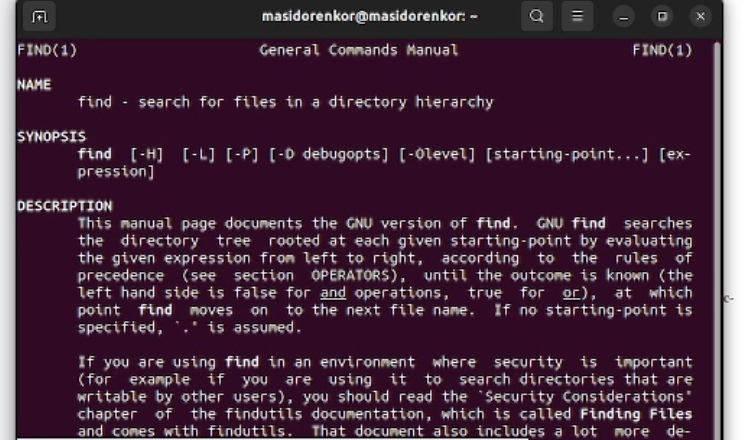 masidorenkor@masidorenkor: ~
FIND(1) General Commands Manual FIND(1)
NAME
find - search for files in a directory hierarchy
SYNOPSIS
find [-H] [-L] [-P] [-D debugopts] [-Olevel] [starting-point...] [ex-
pression]
DESCRIPTION
This manual page documents the GNU version of find. GNU find searches
the directory tree rooted at each given starting-point by evaluating
the given expression from left to right, according to the rules of
precedence (see section OPERATORS), until the outcome is known (the
left hand side is false for and operations, true for or), at which
point find moves on to the next file name. If no starting-point is
specified, `.' is assumed.
If you are using find in an environment where security is important
(for example if you are using it to search directories that are
writable by other users), you should read the `Security Considerations'
chapter of the findutils documentation, which is called Finding Files
and comes with findutils. That document also includes a lot more de-
c-